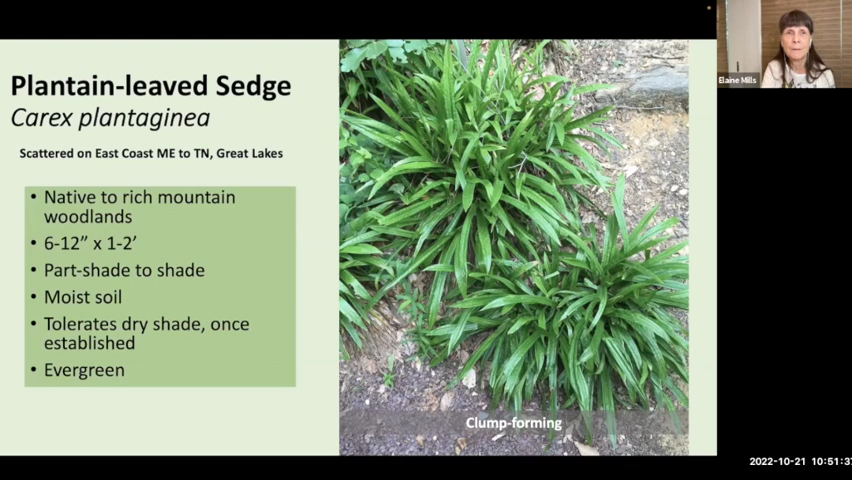 Plantain-leaved Sedge
Carex plantaginea
Scattered on East Coast ME to TN, Great Lakes
• Native to rich mountain
woodlands
• 6-12” x 1-2’
• Part-shade to shade
• Moist soil
• Tolerates dry shade, once
established
• Evergreen
Clump-forming
Elaine Mills
2022-10-21 10:51:37